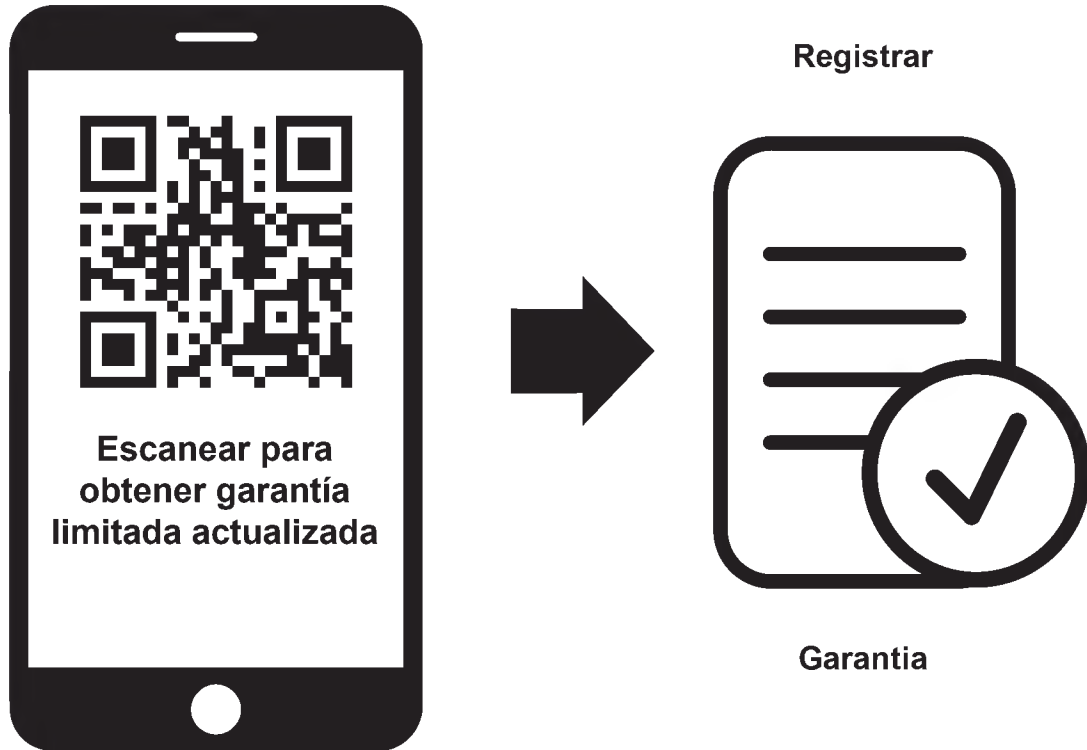 Escanear para
obtener garantía
limitada actualizada
Registrar
Garantia